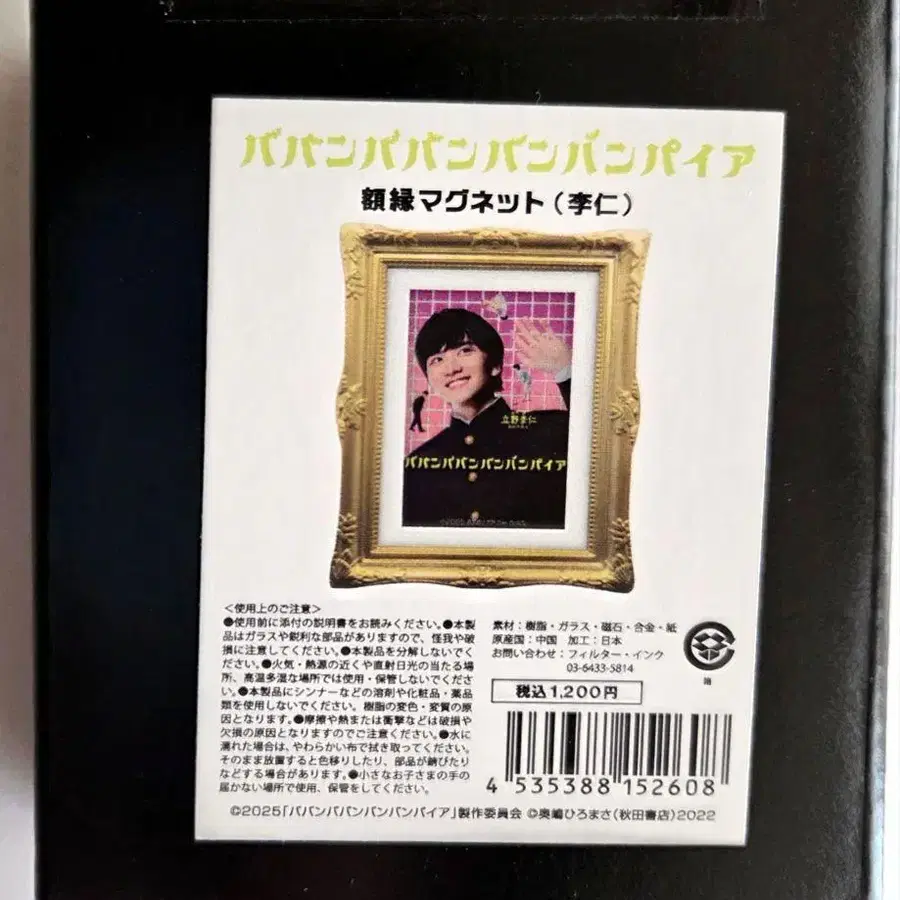 ババンババンバンバンパイア
額縁マグネット(李仁)
立野李仁
ババンババンバンバンパイア
<使用上のご注意>
●使用前に添付の説明書をお読みください。●本製
品はガラスや鋭利な部品がありますので、怪我や破
損に注意してください。●本製品を分解しないでく
ださい。●火気・熱源の近くや直射日光の当たる場
所、高温多湿な場所では使用・保管しないでくださ
い。●本製品にシンナーなどの溶剤や化粧品・薬品
類を使用しないでください。樹脂の変色・変質の原
因となります。●摩擦や熱または衝撃などは破損や
欠損の原因となりますのでご注意ください。●水に
濡れた場合は、やわらかい布で拭き取ってください。
そのまま放置すると色移りしたり、部品が錆びたり
などする場合があります。●小さなお子さまの手の
届かない場所で使用、保管をしてください。
素材:樹脂・ガラス・磁石・合金・紙
原産国:中国 加工:日本
お問い合わせ:フィルター・インク
03-6433-5814
箱
税込1,200円
4 535388 152608
©2025「ババンババンバンバンパイア」製作委員会 ©奥嶋ひろまさ(秋田書店)2022